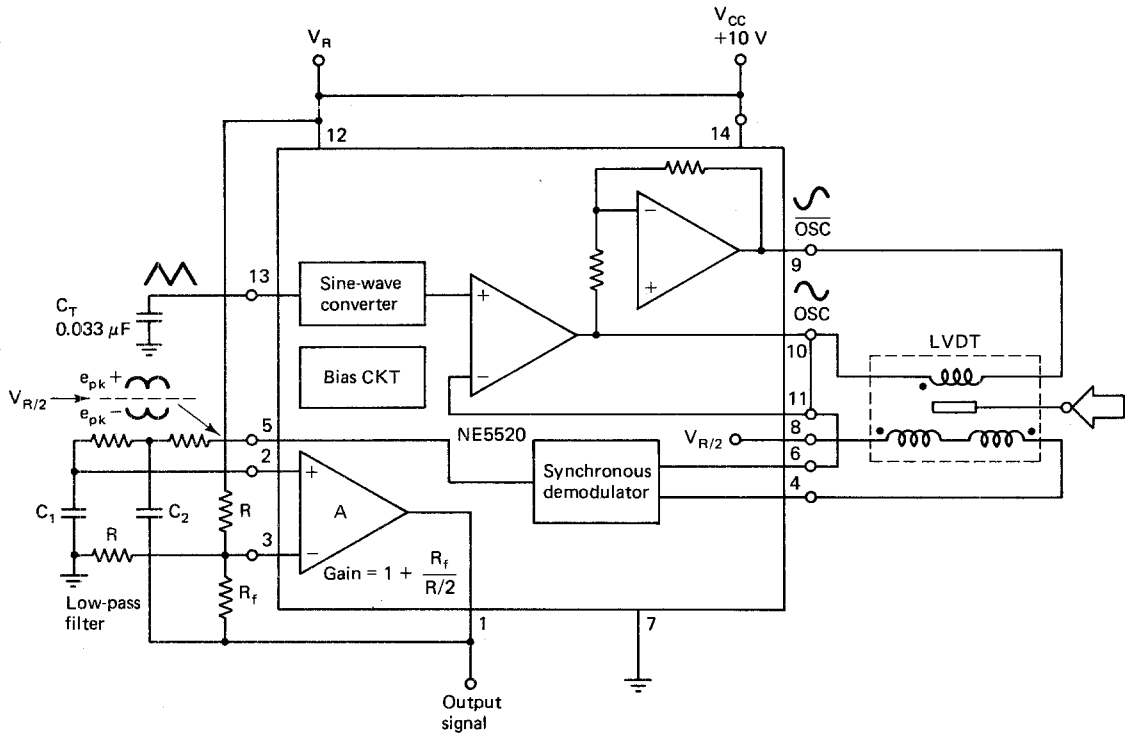 V_R
V_CC
+10 V
12
14
OSC
9
13
Sine-wave
converter
+
−
−
+
OSC
10
C_T
0.033 μF
LVDT
Bias CKT
e_pk+
V_R/2
e_pk−
11
5
NE5520
V_R/2
8
2
6
Synchronous
demodulator
4
+
A
−
C_1
C_2
R
R
3
Gain = 1 + R_f
R/2
R_f
Low-pass
filter
1
7
Output
signal